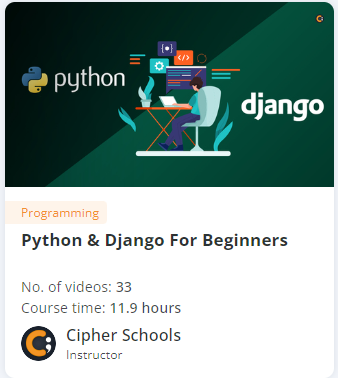 python
django
Programming
Python & Django For Beginners
No. of videos: 33
Course time: 11.9 hours
Cipher Schools
Instructor